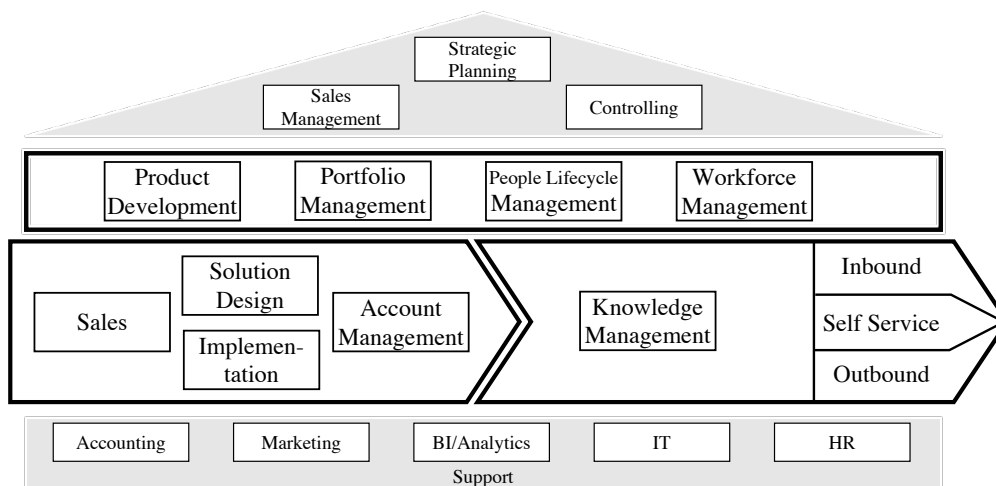 Strategic
Planning
Sales
Management
Controlling
Product
Development
Portfolio
Management
People Lifecycle
Management
Workforce
Management
Sales
Solution
Design
Implemen-
tation
Account
Management
Knowledge
Management
Inbound
Self Service
Outbound
Accounting
Marketing
BI/Analytics
IT
HR
Support